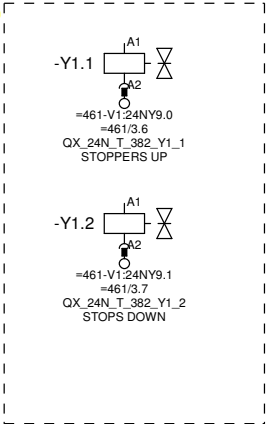 A1
-Y1.1
A2
=461-V1:24NY9.0
=461/3.6
QX_24N_T_382_Y1_1
STOPPERS UP
A1
-Y1.2
A2
=461-V1:24NY9.1
=461/3.7
QX_24N_T_382_Y1_2
STOPS DOWN